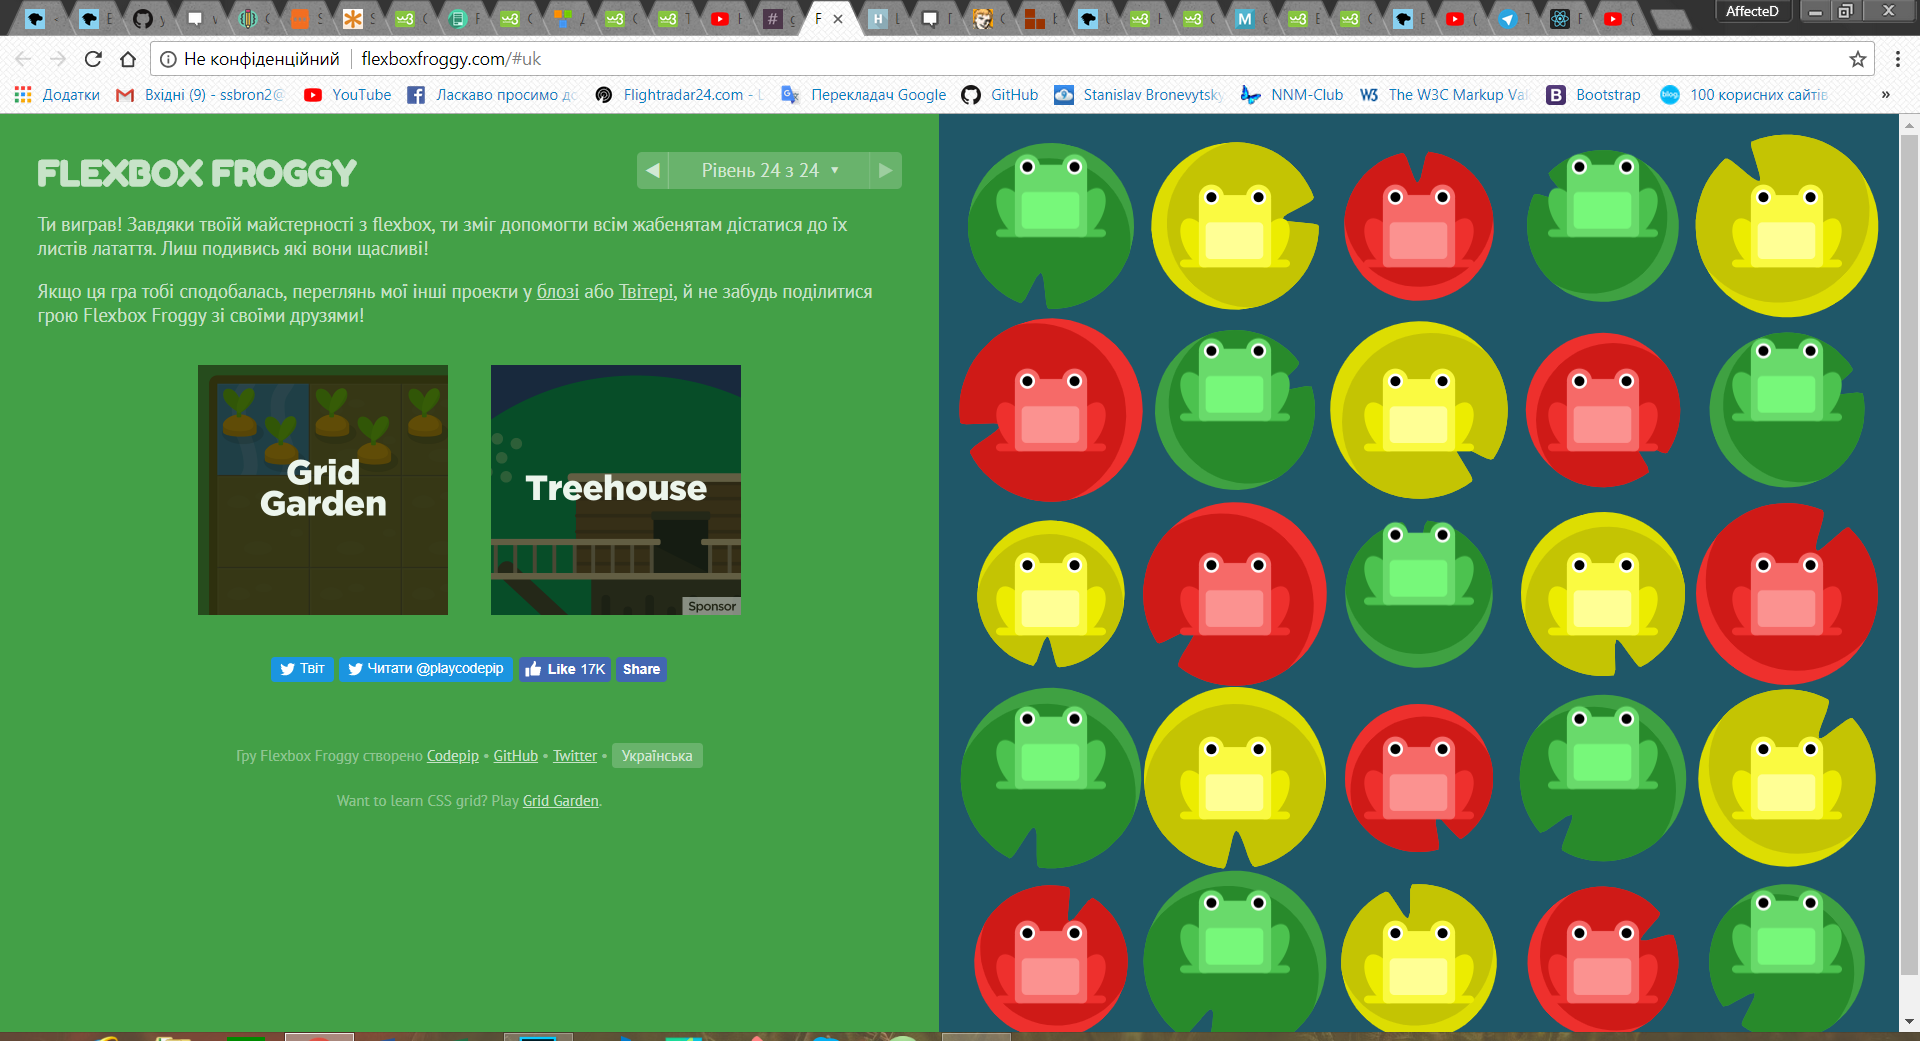 AffecteD
Не конфіденційний
flexboxfroggy.com/#uk
Додатки
Вхідні (9) - ssbron2@
YouTube
Ласкаво просимо до
Flightradar24.com - L
Перекладач Google
GitHub
Stanislav Bronevytsky
NNM-Club
The W3C Markup Val
Bootstrap
100 корисних сайтів
»
FLEXBOX FROGGY
Рівень 24 з 24
Ти виграв! Завдяки твоїй майстерності з flexbox, ти зміг допомогти всім жабенятам дістатися до їх
листів латаття. Лиш подивись які вони щасливі!
Якщо ця гра тобі сподобалась, переглянь мої інші проекти у блозі або Твітері, й не забудь поділитися
грою Flexbox Froggy зі своїми друзями!
Grid
Garden
Treehouse
Sponsor
Твіт
Читати @playcodepip
Like 17K
Share
Гру Flexbox Froggy створено Codepip • GitHub • Twitter • Українська
Want to learn CSS grid? Play Grid Garden.